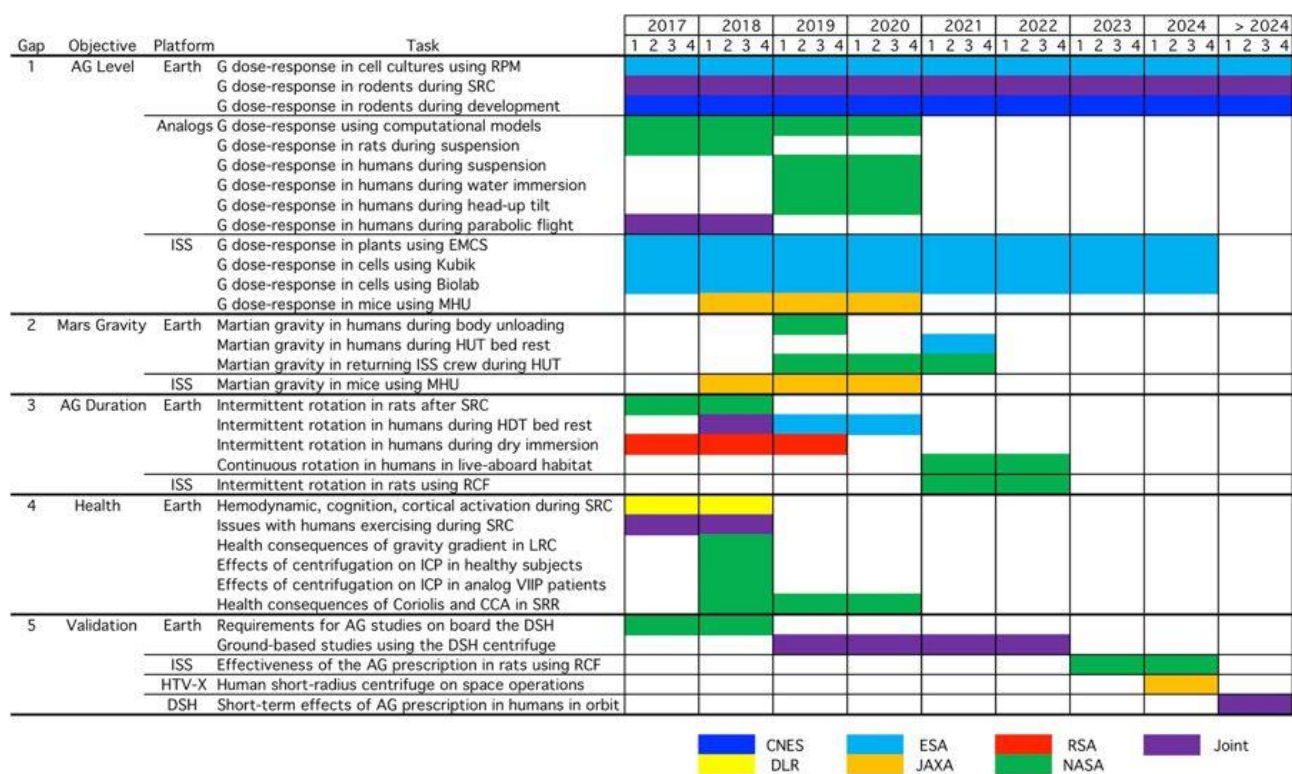 2017 2018 2019 2020 2021 2022 2023 2024 > 2024
Gap Objective Platform Task 1 2 3 4 1 2 3 4 1 2 3 4 1 2 3 4 1 2 3 4 1 2 3 4 1 2 3 4 1 2 3 4 1 2 3 4
1 AG Level Earth G dose-response in cell cultures using RPM
G dose-response in rodents during SRC
G dose-response in rodents during development
Analogs G dose-response using computational models
G dose-response in rats during suspension
G dose-response in humans during suspension
G dose-response in humans during water immersion
G dose-response in humans during head-up tilt
G dose-response in humans during parabolic flight
ISS G dose-response in plants using EMCS
G dose-response in cells using Kubik
G dose-response in cells using Biolab
G dose-response in mice using MHU
2 Mars Gravity Earth Martian gravity in humans during body unloading
Martian gravity in humans during HUT bed rest
Martian gravity in returning ISS crew during HUT
ISS Martian gravity in mice using MHU
3 AG Duration Earth Intermittent rotation in rats after SRC
Intermittent rotation in humans during HDT bed rest
Intermittent rotation in humans during dry immersion
Continuous rotation in humans in live-aboard habitat
ISS Intermittent rotation in rats using RCF
4 Health Earth Hemodynamic, cognition, cortical activation during SRC
Issues with humans exercising during SRC
Health consequences of gravity gradient in LRC
Effects of centrifugation on ICP in healthy subjects
Effects of centrifugation on ICP in analog VIIP patients
Health consequences of Coriolis and CCA in SRR
5 Validation Earth Requirements for AG studies on board the DSH
Ground-based studies using the DSH centrifuge
ISS Effectiveness of the AG prescription in rats using RCF
HTV-X Human short-radius centrifuge on space operations
DSH Short-term effects of AG prescription in humans in orbit
CNES ESA RSA Joint
DLR JAXA NASA